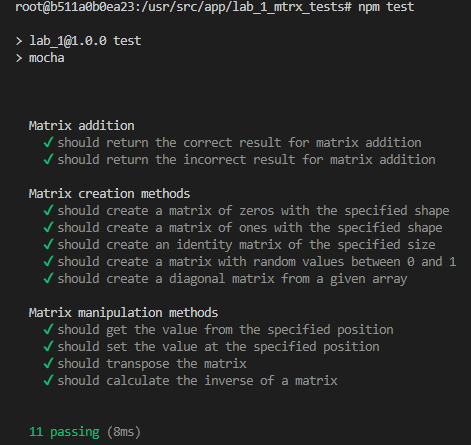 root@b511a0b0ea23:/usr/src/app/lab_1_mtrx_tests# npm test
> lab_1@1.0.0 test
> mocha
Matrix addition
✓ should return the correct result for matrix addition
✓ should return the incorrect result for matrix addition
Matrix creation methods
✓ should create a matrix of zeros with the specified shape
✓ should create a matrix of ones with the specified shape
✓ should create an identity matrix of the specified size
✓ should create a matrix with random values between 0 and 1
✓ should create a diagonal matrix from a given array
Matrix manipulation methods
✓ should get the value from the specified position
✓ should set the value at the specified position
✓ should transpose the matrix
✓ should calculate the inverse of a matrix
11 passing (8ms)